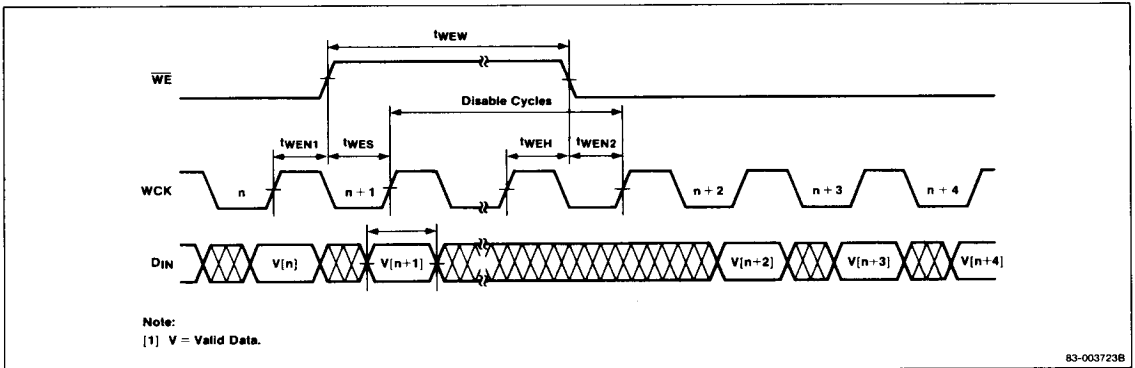 tWEW
WE
Disable Cycles
tWEN1 tWES tWEH tWEN2
WCK n n + 1 n + 2 n + 3 n + 4
DIN V[n} V[n+1] V[n+2] V[n+3] V[n+4]
Note:
[1] V = Valid Data.
83-003723B